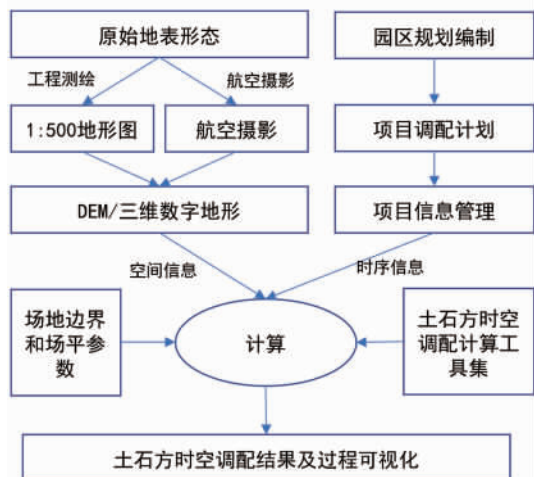 原始地表形态
园区规划编制
工程测绘
航空摄影
1:500地形图
航空摄影
项目调配计划
DEM/三维数字地形
项目信息管理
空间信息
时序信息
场地边界
和场平参
数
计算
土石方时空
调配计算工
具集
土石方时空调配结果及过程可视化